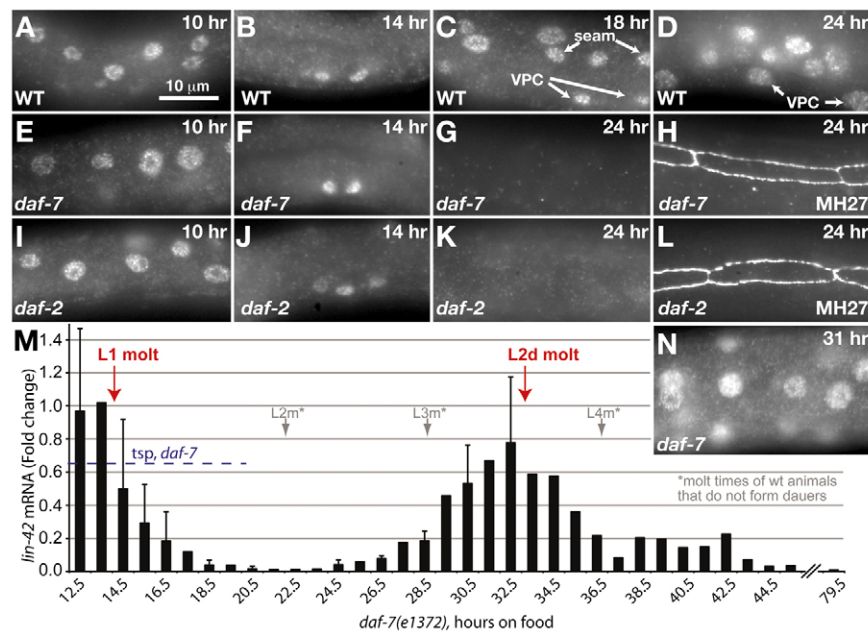 A 10 hr B 14 hr C 18 hr D 24 hr
seam
10 μm VPC VPC
WT WT WT WT
E 10 hr F 14 hr G 24 hr H 24 hr
daf-7 daf-7 daf-7 daf-7 MH27
I 10 hr J 14 hr K 24 hr L 24 hr
daf-2 daf-2 daf-2 daf-2 MH27
M 1.4 N 31 hr
L1 molt L2d molt
1.2
1.0
L2m* L3m* L4m*
0.8
tsp, daf-7 daf-7
0.6
*molt times of wt animals
that do not form dauers
0.4
0.2
0.0
lin-42 mRNA (Fold change)
12.5 14.5 16.5 18.5 20.5 22.5 24.5 26.5 28.5 30.5 32.5 34.5 36.5 38.5 40.5 42.5 44.5 79.5
daf-7(e1372), hours on food